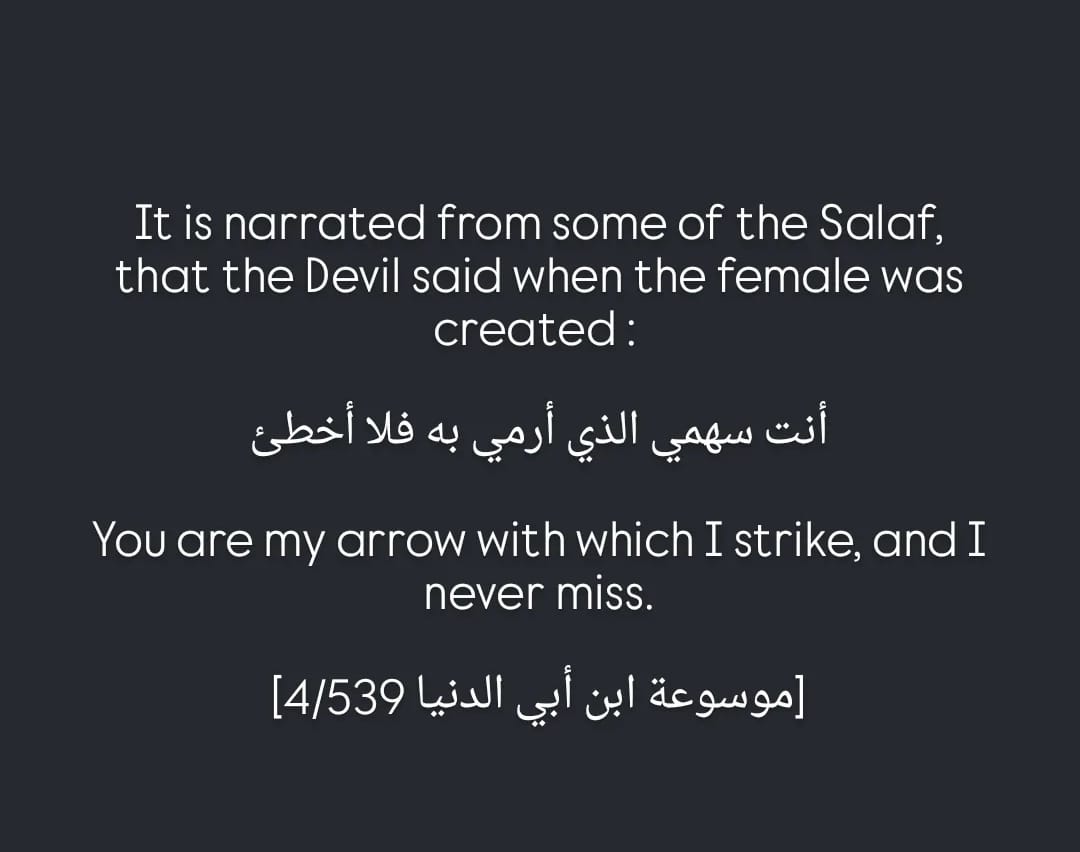 It is narrated from some of the Salaf,
that the Devil said when the female was
created :
أنت سهمي الذي أرمي به فلا أخطئ
You are my arrow with which I strike, and I
never miss.
[موسوعة ابن أبي الدنيا 4/539]